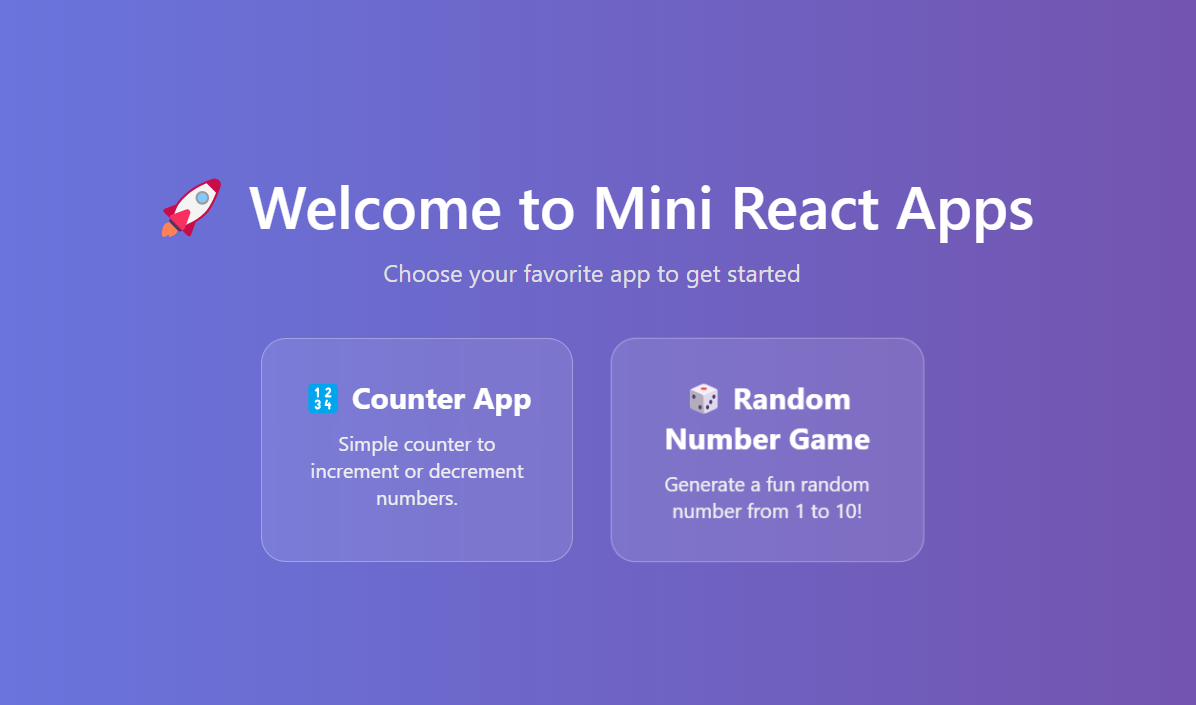 🚀 Welcome to Mini React Apps
Choose your favorite app to get started
🔢 Counter App
Simple counter to
increment or decrement
numbers.
🎲 Random
Number Game
Generate a fun random
number from 1 to 10!